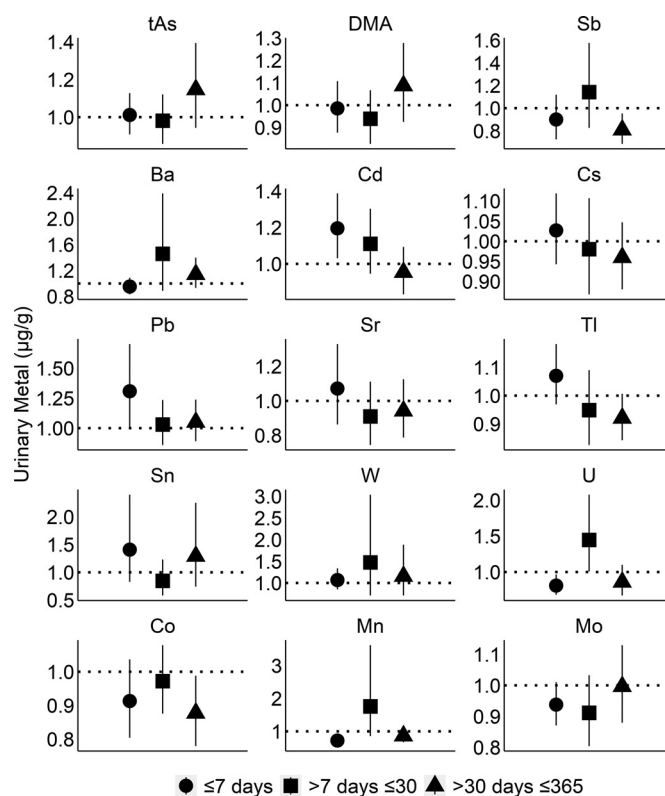 tAs DMA Sb
1.4 1.3 1.6
1.2 1.2 1.4
1.1 1.2
1.0 1.0 1.0
0.9 0.8
Ba Cd Cs
2.4 1.4 1.10
2.0 1.2 1.05
1.6 1.00
1.2 1.0 0.95
0.8 0.90
Urinary Metal (µg/g)
Pb Sr Tl
1.50 1.2 1.1
1.25 1.0 1.0
1.00 0.8 0.9
Sn W U
2.0 3.0 2.0
2.5
1.5 2.0 1.5
1.0 1.5 1.0
0.5 1.0
Co Mn Mo
1.0 3 1.1
0.9 2 1.0
0.8 1 0.9
0.8
≤7 days >7 days ≤30 >30 days ≤365